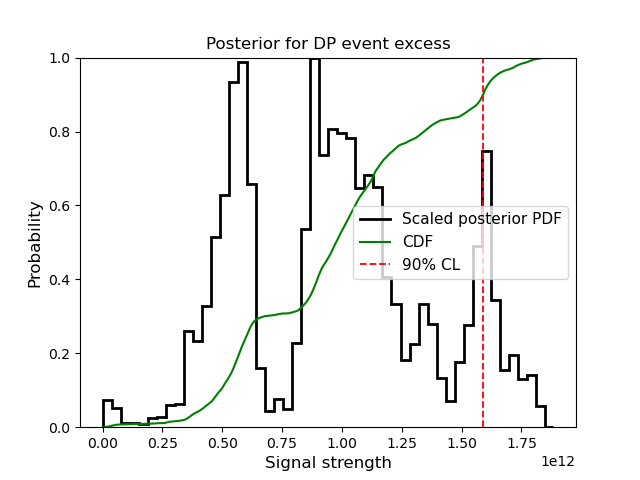 Posterior for DP event excess
1.0
0.8
0.6
0.4
0.2
0.0
Probability
Scaled posterior PDF
CDF
90% CL
0.00 0.25 0.50 0.75 1.00 1.25 1.50 1.75
1e12
Signal strength